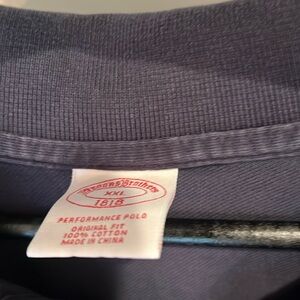 Brooks Brothers
XXL
1818
PERFORMANCE POLO
ORIGINAL FIT
100% COTTON
MADE IN CHINA